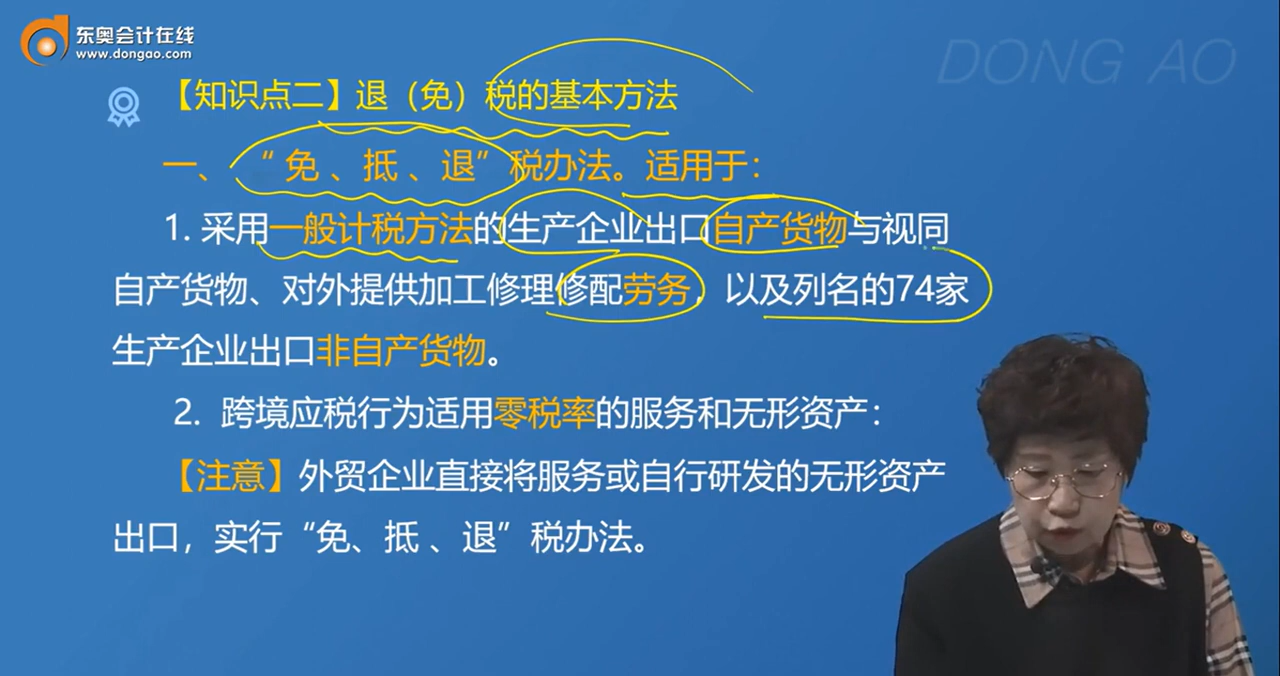 东奥会计在线
www.dongao.com
DONG AO
【知识点二】退（免）税的基本方法
一、“免、抵、退”税办法。适用于：
1. 采用一般计税方法的生产企业出口自产货物与视同
自产货物、对外提供加工修理修配劳务，以及列名的74家
生产企业出口非自产货物。
2. 跨境应税行为适用零税率的服务和无形资产：
【注意】外贸企业直接将服务或自行研发的无形资产
出口，实行“免、抵、退”税办法。